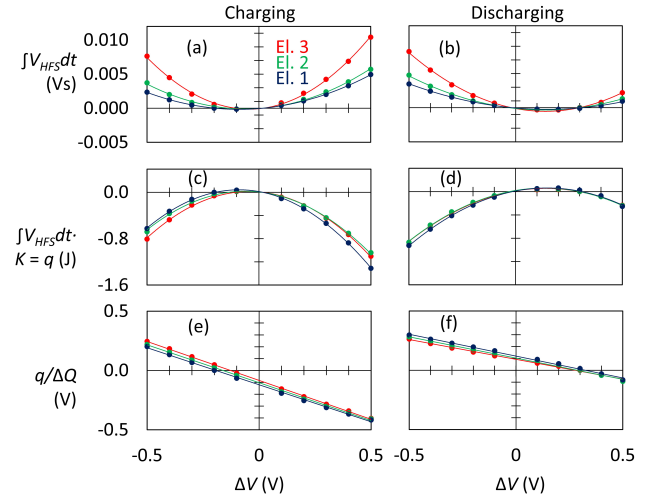 Charging Discharging
0.010
(a) El. 3 (b)
∫V_HFS dt 0.005 El. 2
(Vs) El. 1
0.000
-0.005
(c) (d)
0.0
∫V_HFS dt· -0.8
K = q (J)
-1.6
0.5
(e) (f)
q/ΔQ 0.0
(V)
-0.5
-0.5 0 0.5 -0.5 0 0.5
ΔV (V) ΔV (V)